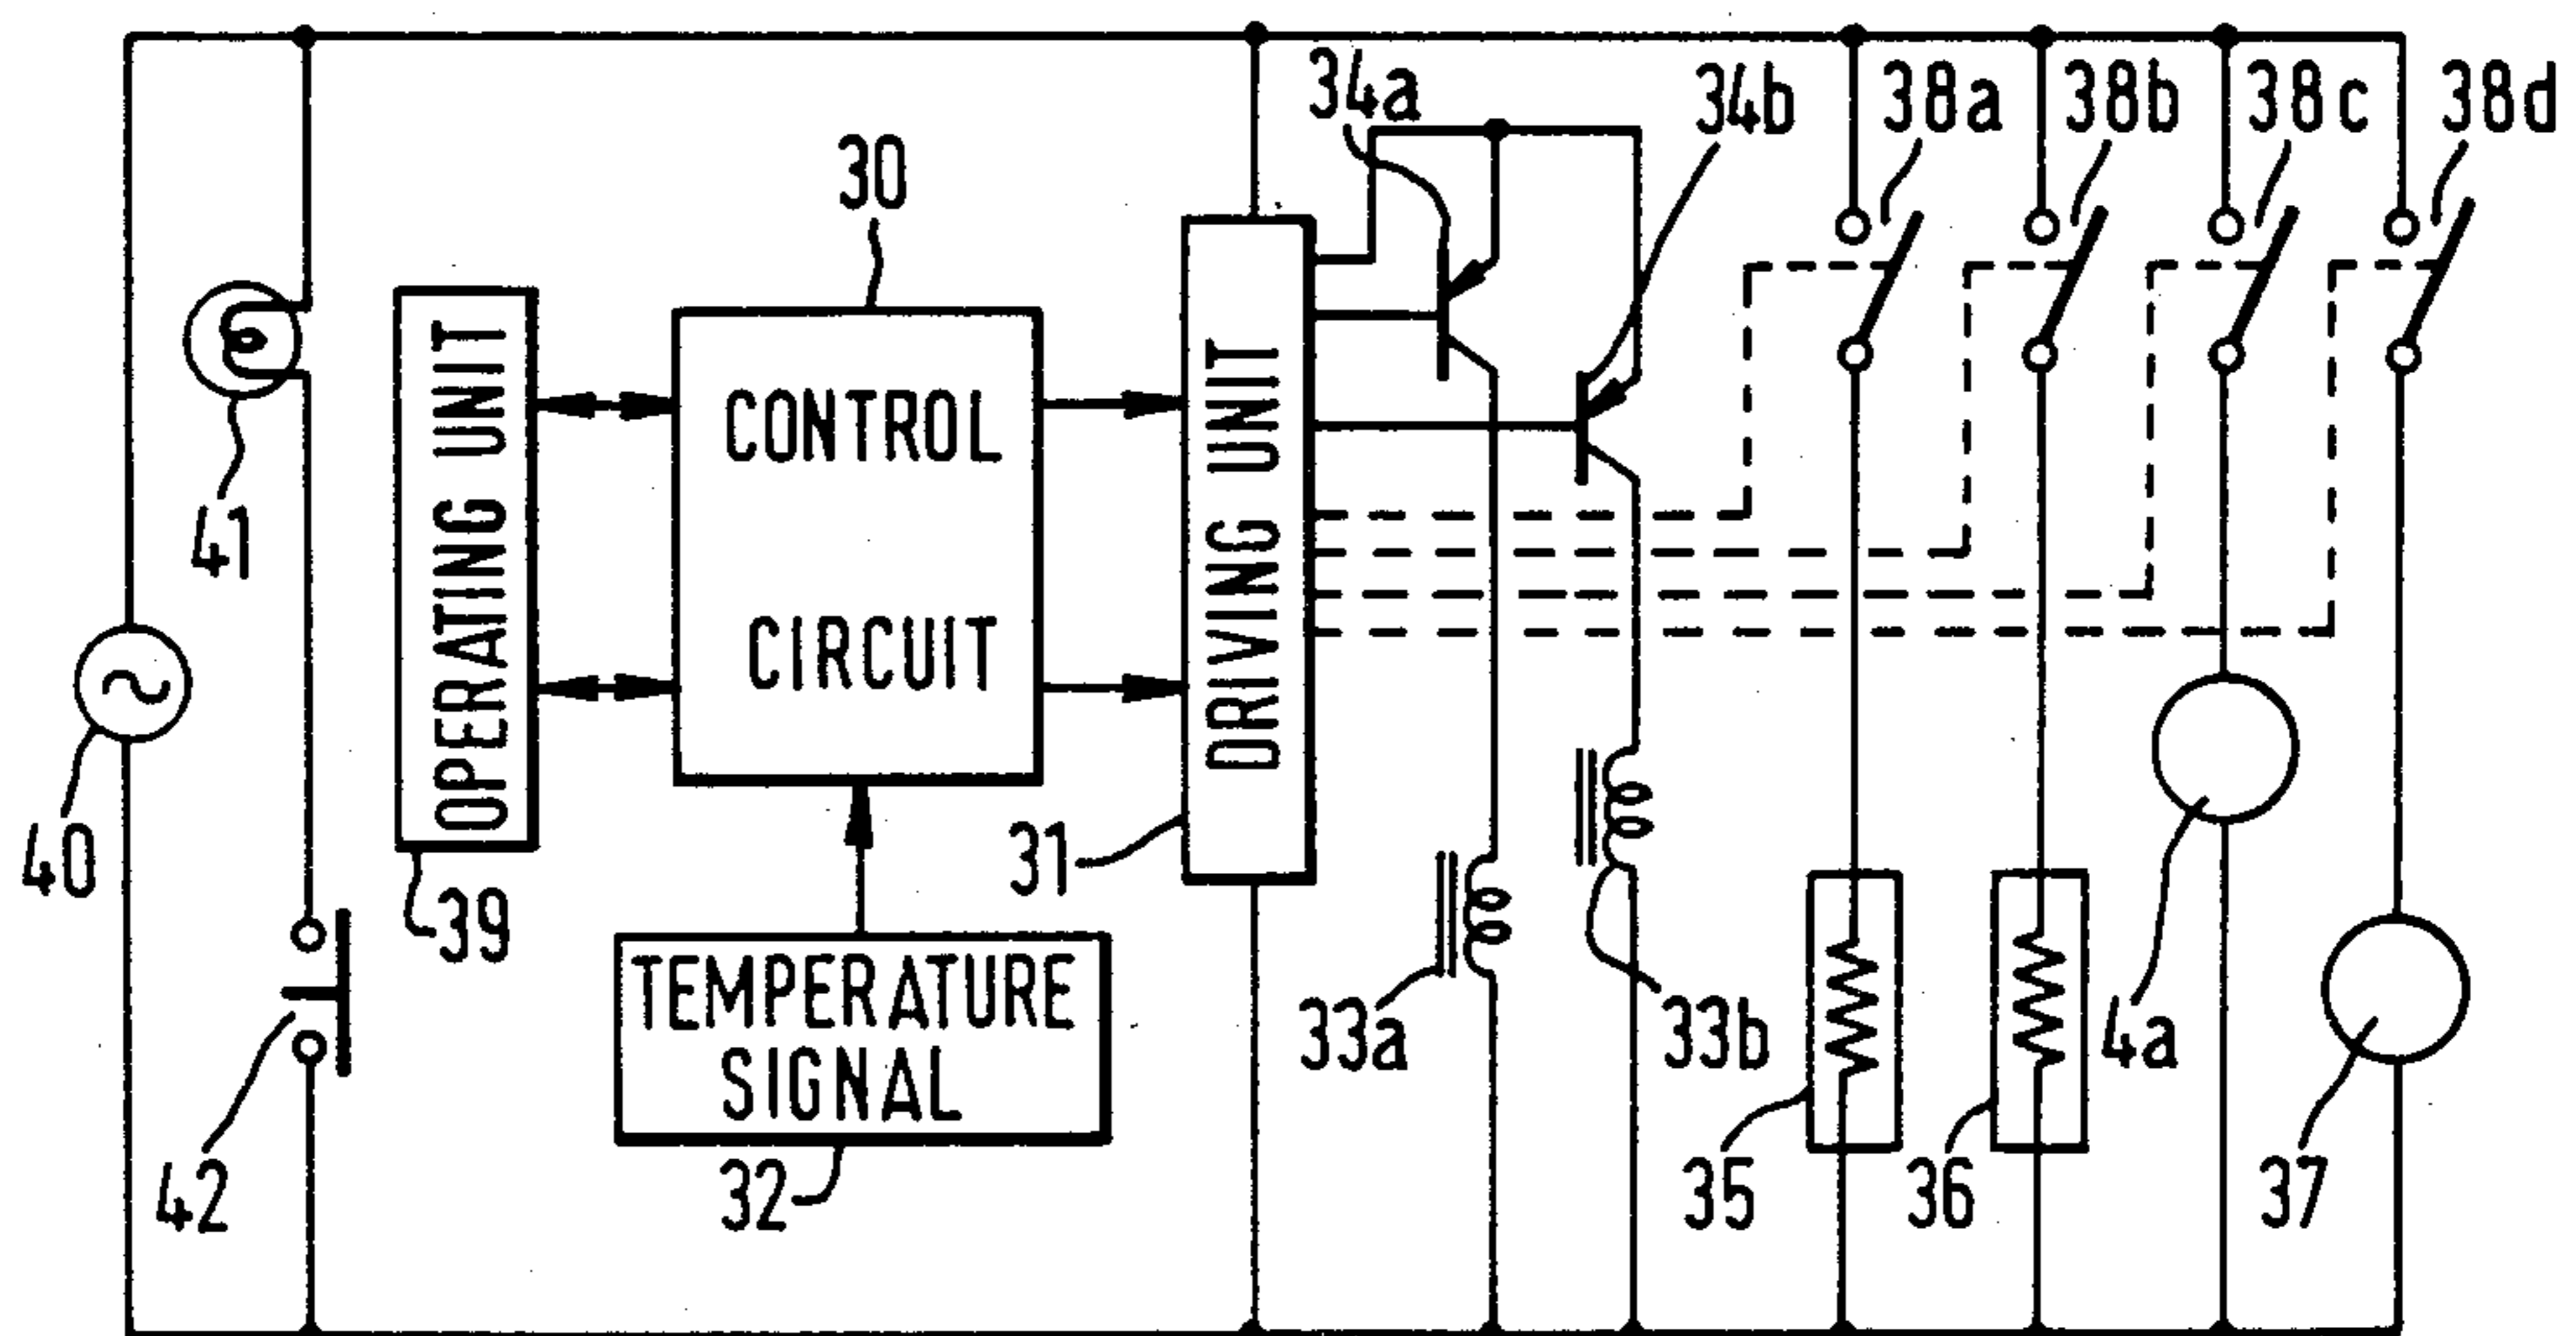 34a
34b
38a
38b
38c
38d
30
41
OPERATING UNIT
CONTROL
CIRCUIT
DRIVING UNIT
40
39
31
TEMPERATURE
SIGNAL
33a
33b
4a
42
32
35
36
37